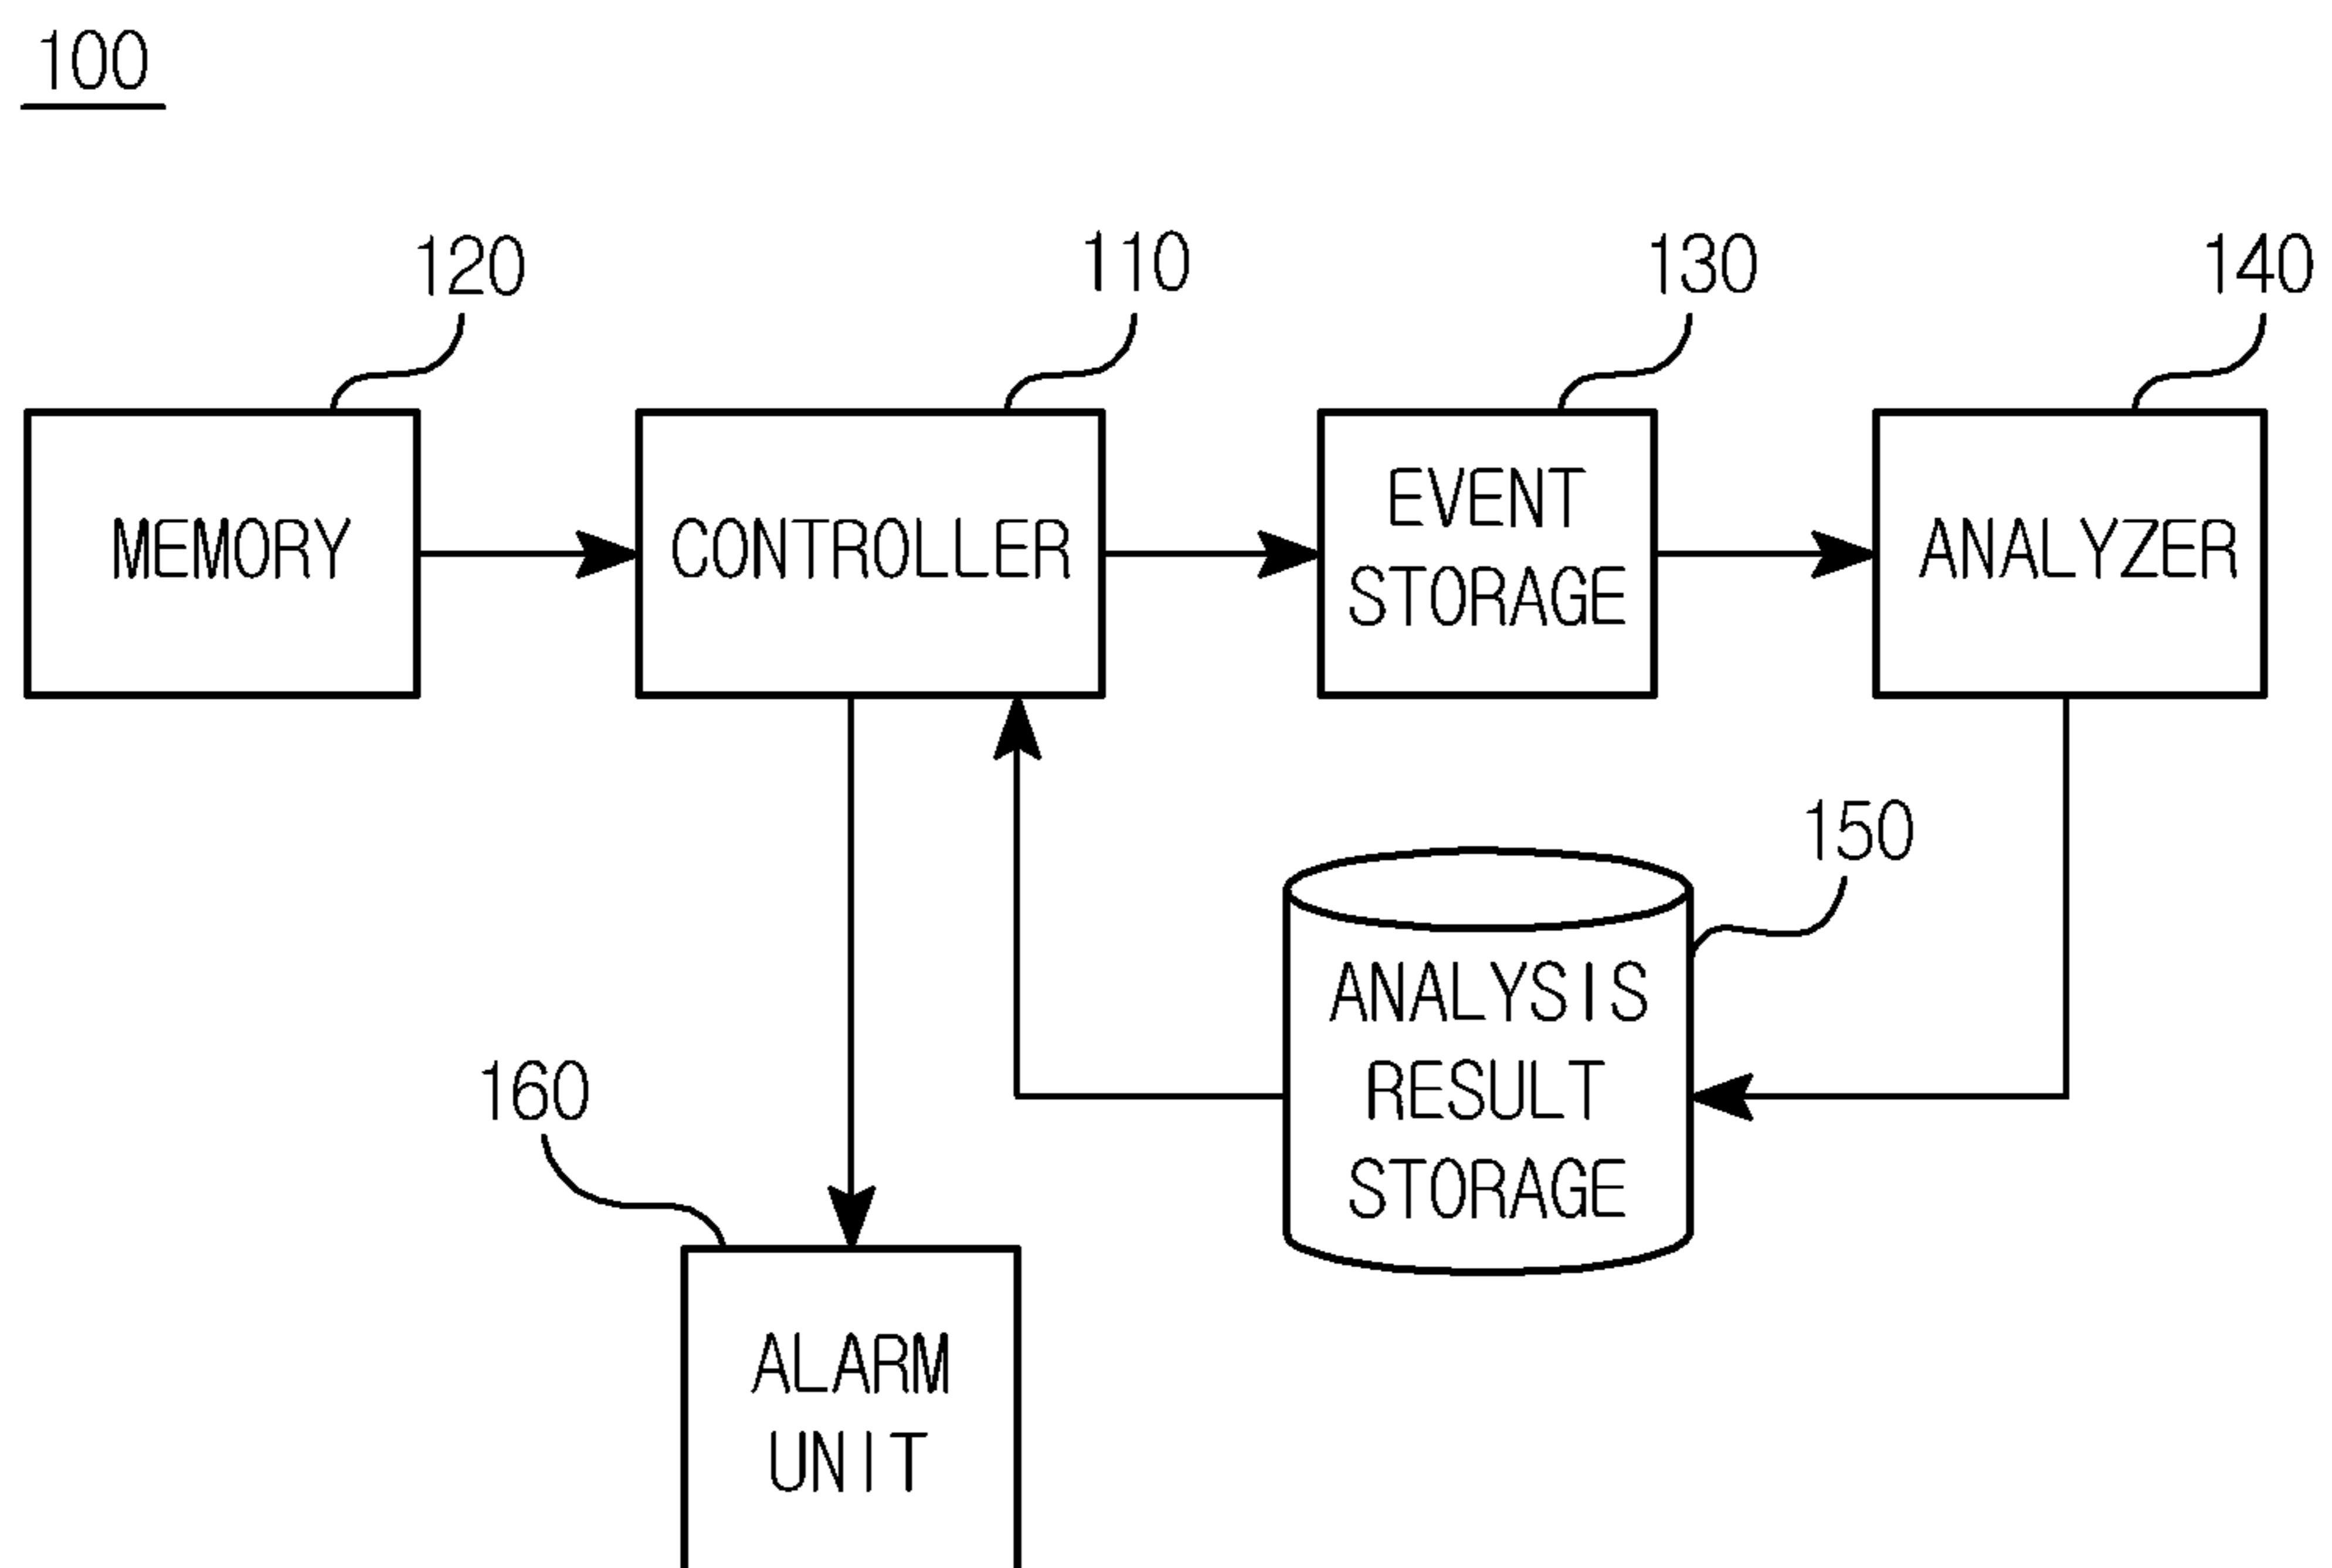 100
120
110
130
140
MEMORY
CONTROLLER
EVENT
STORAGE
ANALYZER
150
ANALYSIS
RESULT
STORAGE
160
ALARM
UNIT